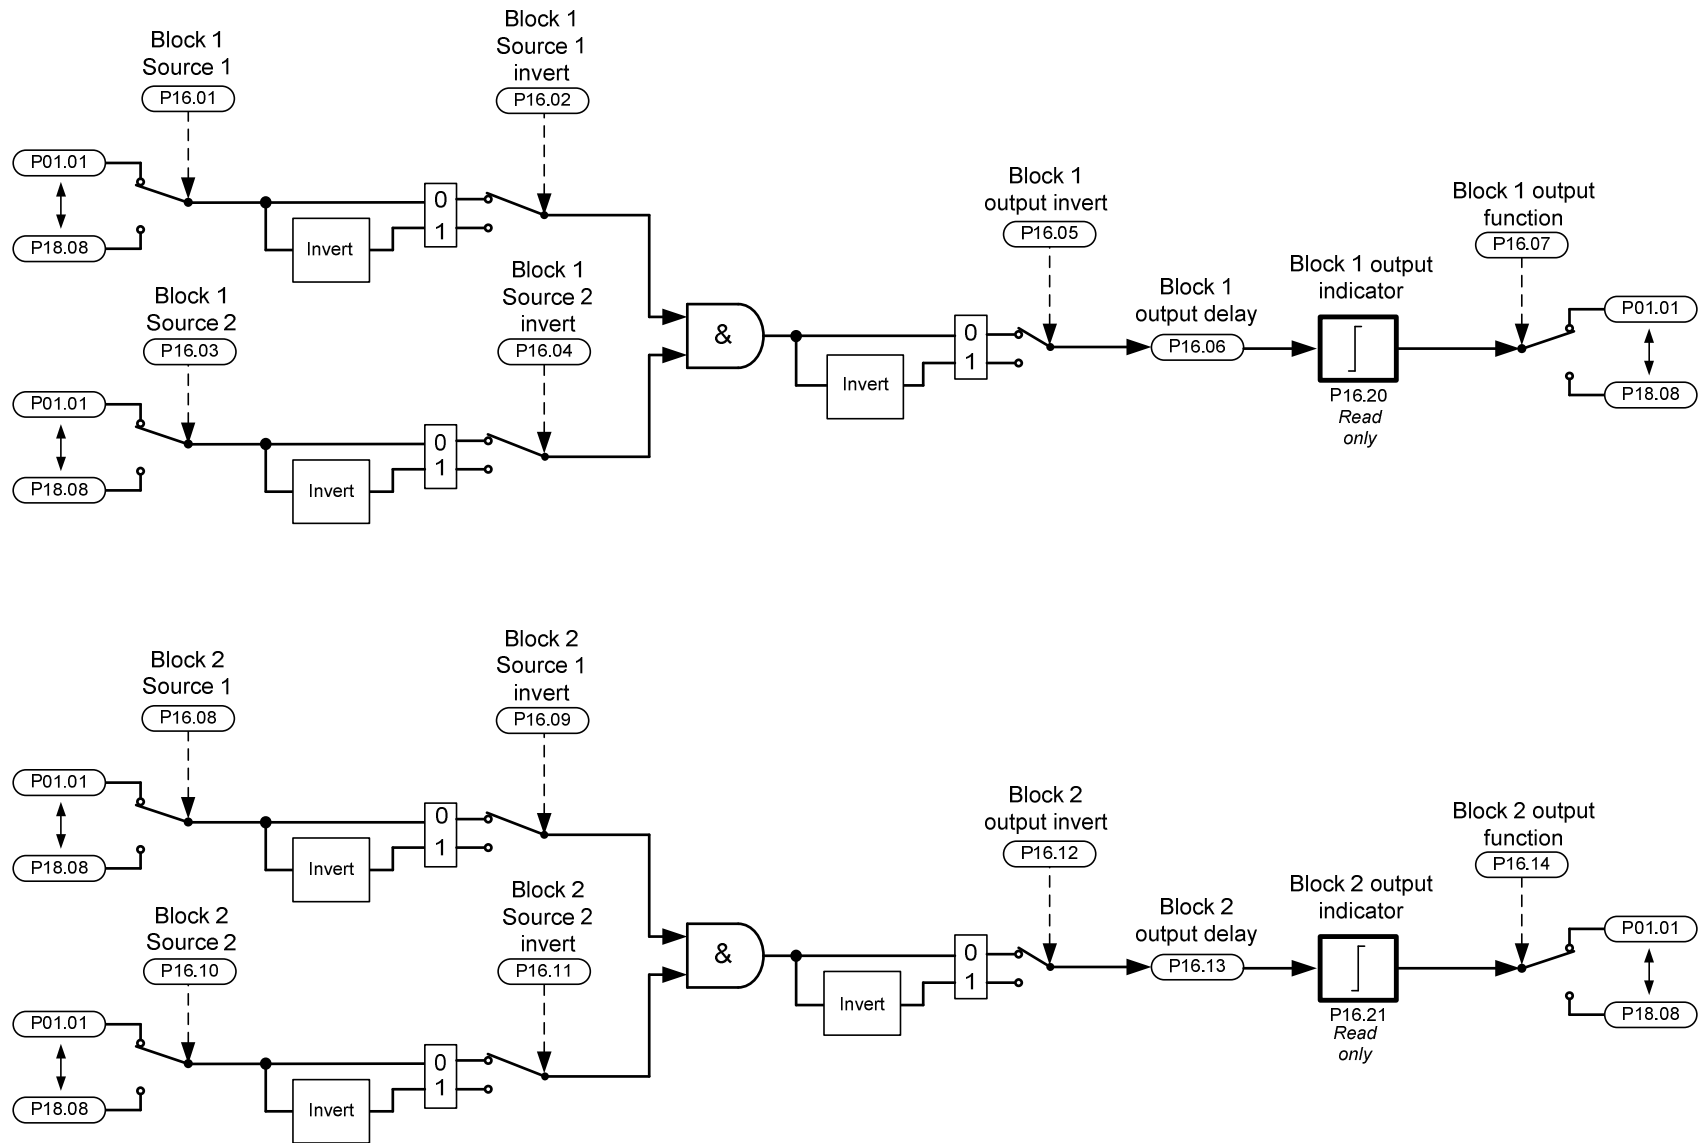 Block 1
Source 1
P16.01
Block 1
Source 1
invert
P16.02
P01.01
P18.08
Invert
0
1
Block 1
Source 2
P16.03
Block 1
Source 2
invert
P16.04
P01.01
P18.08
Invert
0
1
&
Block 1
output invert
P16.05
Invert
0
1
Block 1
output delay
P16.06
Block 1 output
indicator
P16.20
Read
only
Block 1 output
function
P16.07
P01.01
P18.08
Block 2
Source 1
P16.08
Block 2
Source 1
invert
P16.09
P01.01
P18.08
Invert
0
1
Block 2
Source 2
P16.10
Block 2
Source 2
invert
P16.11
P01.01
P18.08
Invert
0
1
&
Block 2
output invert
P16.12
Invert
0
1
Block 2
output delay
P16.13
Block 2 output
indicator
P16.21
Read
only
Block 2 output
function
P16.14
P01.01
P18.08